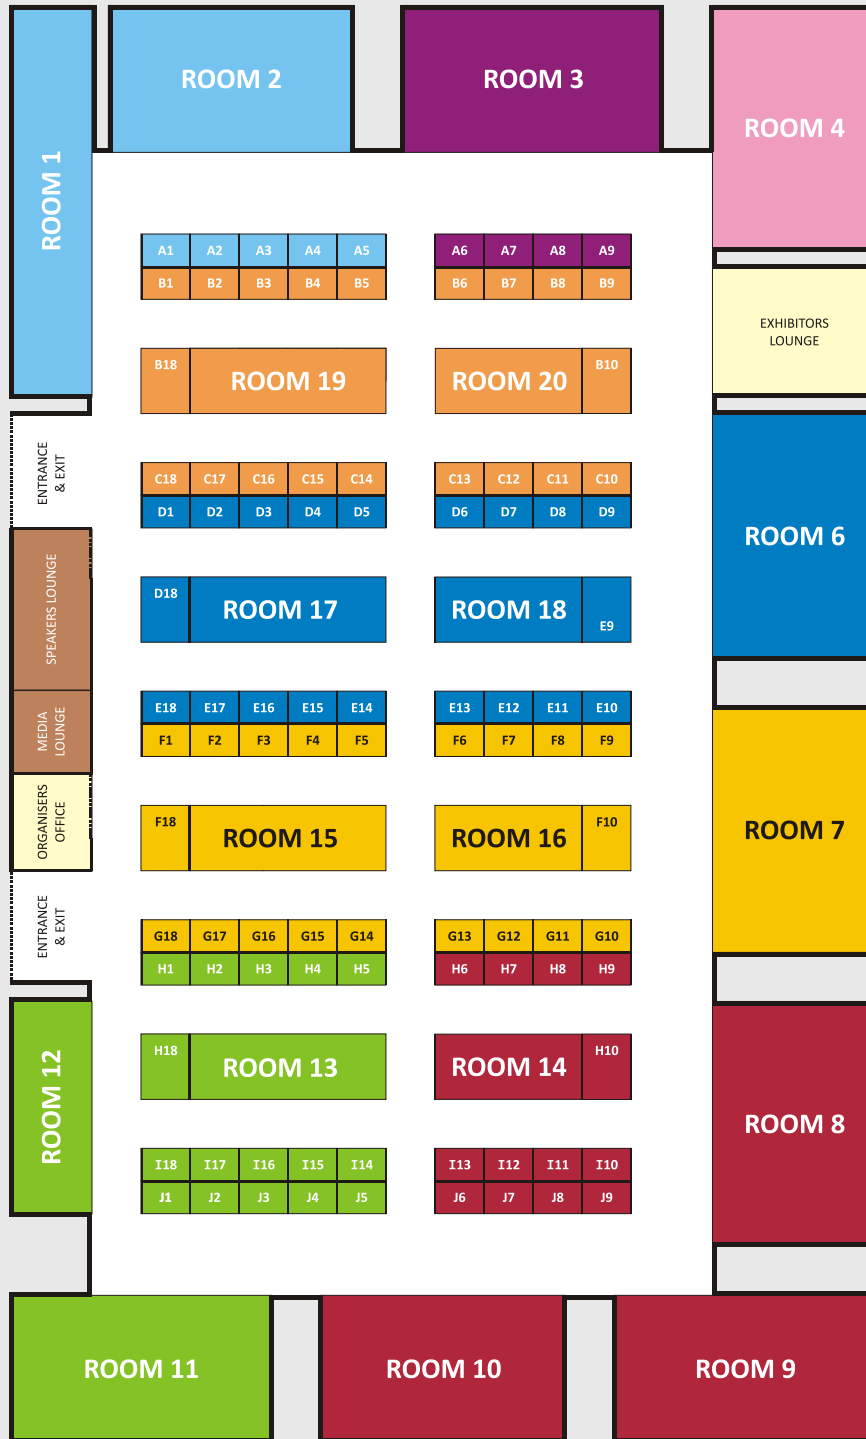 ROOM 2
ROOM 3
ROOM 4
ROOM 1
A1 A2 A3 A4 A5 A6 A7 A8 A9
B1 B2 B3 B4 B5 B6 B7 B8 B9
EXHIBITORS
LOUNGE
B18 ROOM 19 ROOM 20 B10
ENTRANCE
& EXIT
C18 C17 C16 C15 C14 C13 C12 C11 C10
D1 D2 D3 D4 D5 D6 D7 D8 D9
ROOM 6
SPEAKERS LOUNGE
D18 ROOM 17 ROOM 18 E9
MEDIA
LOUNGE
E18 E17 E16 E15 E14 E13 E12 E11 E10
F1 F2 F3 F4 F5 F6 F7 F8 F9
ORGANISERS
OFFICE
F18 ROOM 15 ROOM 16 F10
ROOM 7
ENTRANCE
& EXIT
G18 G17 G16 G15 G14 G13 G12 G11 G10
H1 H2 H3 H4 H5 H6 H7 H8 H9
ROOM 12
H18 ROOM 13 ROOM 14 H10
ROOM 8
I18 I17 I16 I15 I14 I13 I12 I11 I10
J1 J2 J3 J4 J5 J6 J7 J8 J9
ROOM 11
ROOM 10
ROOM 9